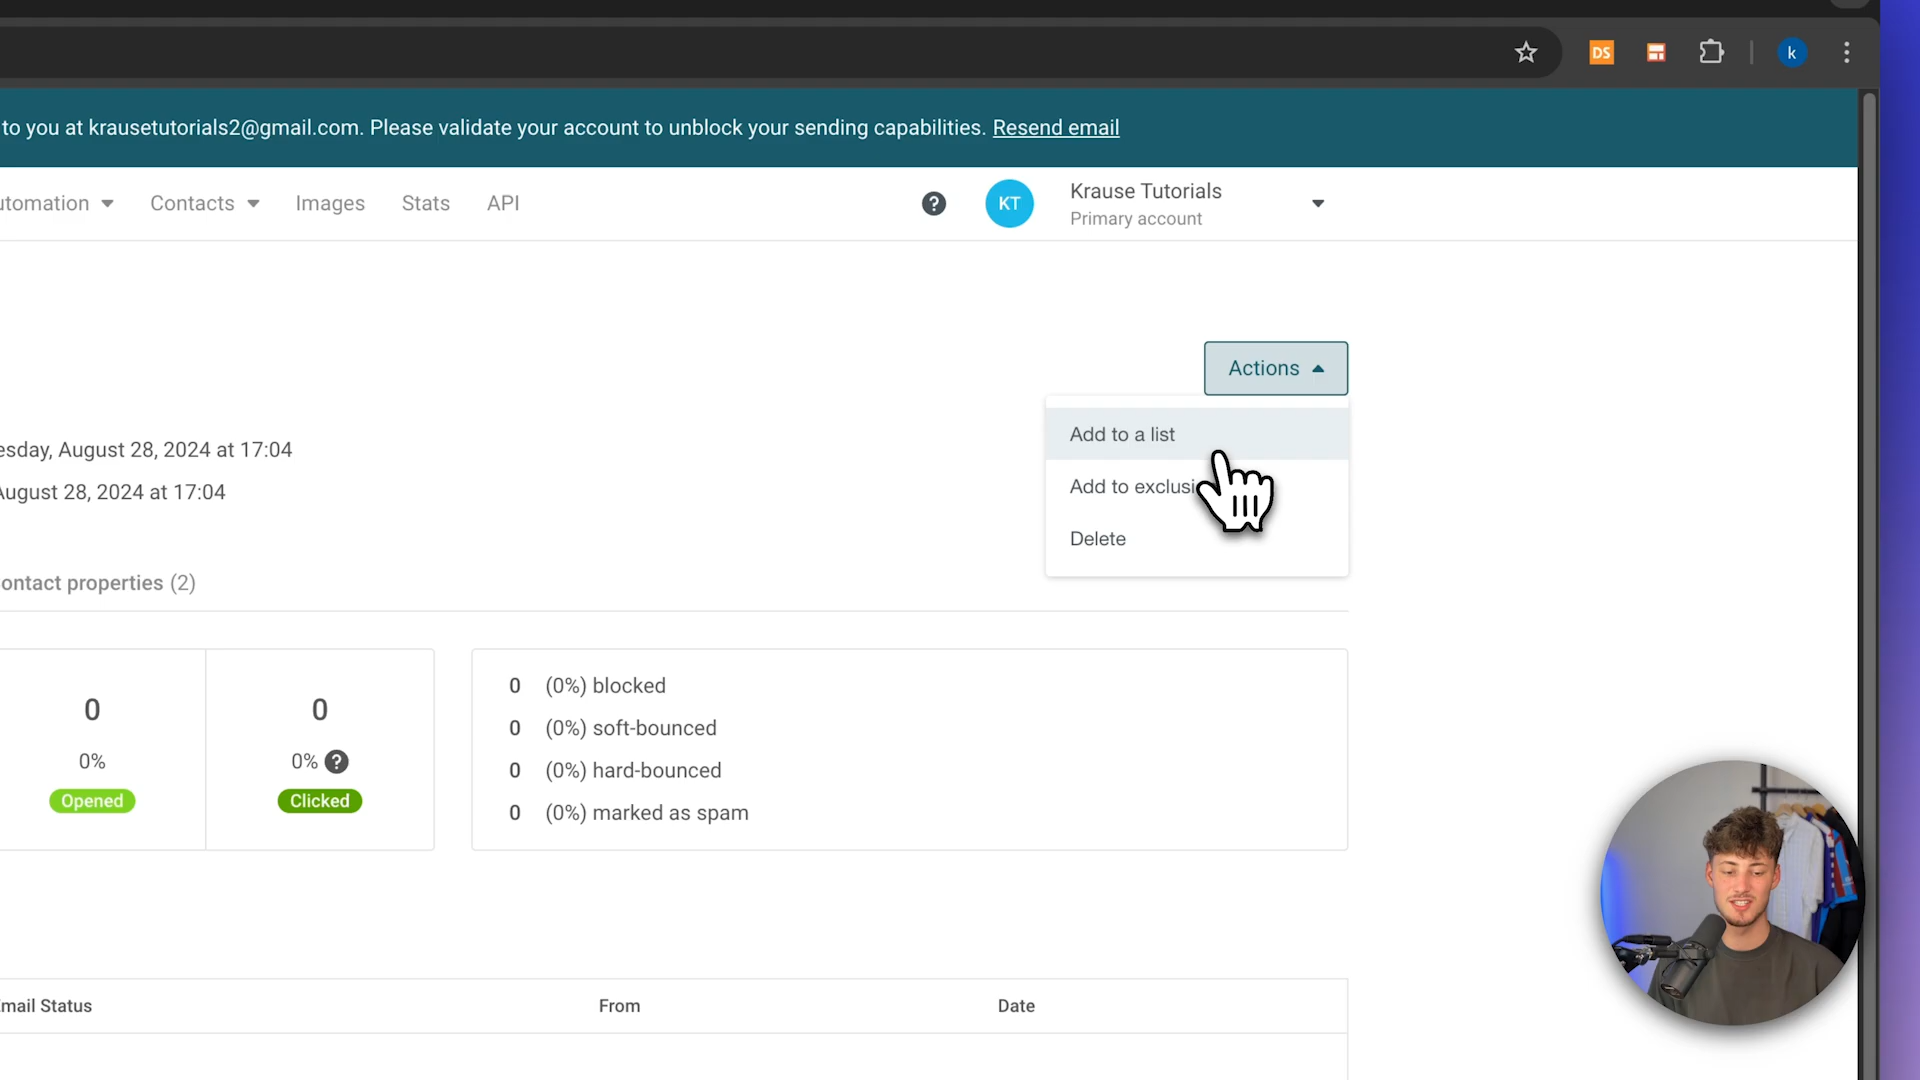 DS
k
to you at krausetutorials2@gmail.com. Please validate your account to unblock your sending capabilities. Resend email
utomation Contacts Images Stats API
? KT Krause Tutorials
Primary account
Actions
Add to a list
Add to exclusi
Delete
esday, August 28, 2024 at 17:04
August 28, 2024 at 17:04
ontact properties (2)
0
0%
Opened
0
0% ?
Clicked
0 (0%) blocked
0 (0%) soft-bounced
0 (0%) hard-bounced
0 (0%) marked as spam
mail Status From Date